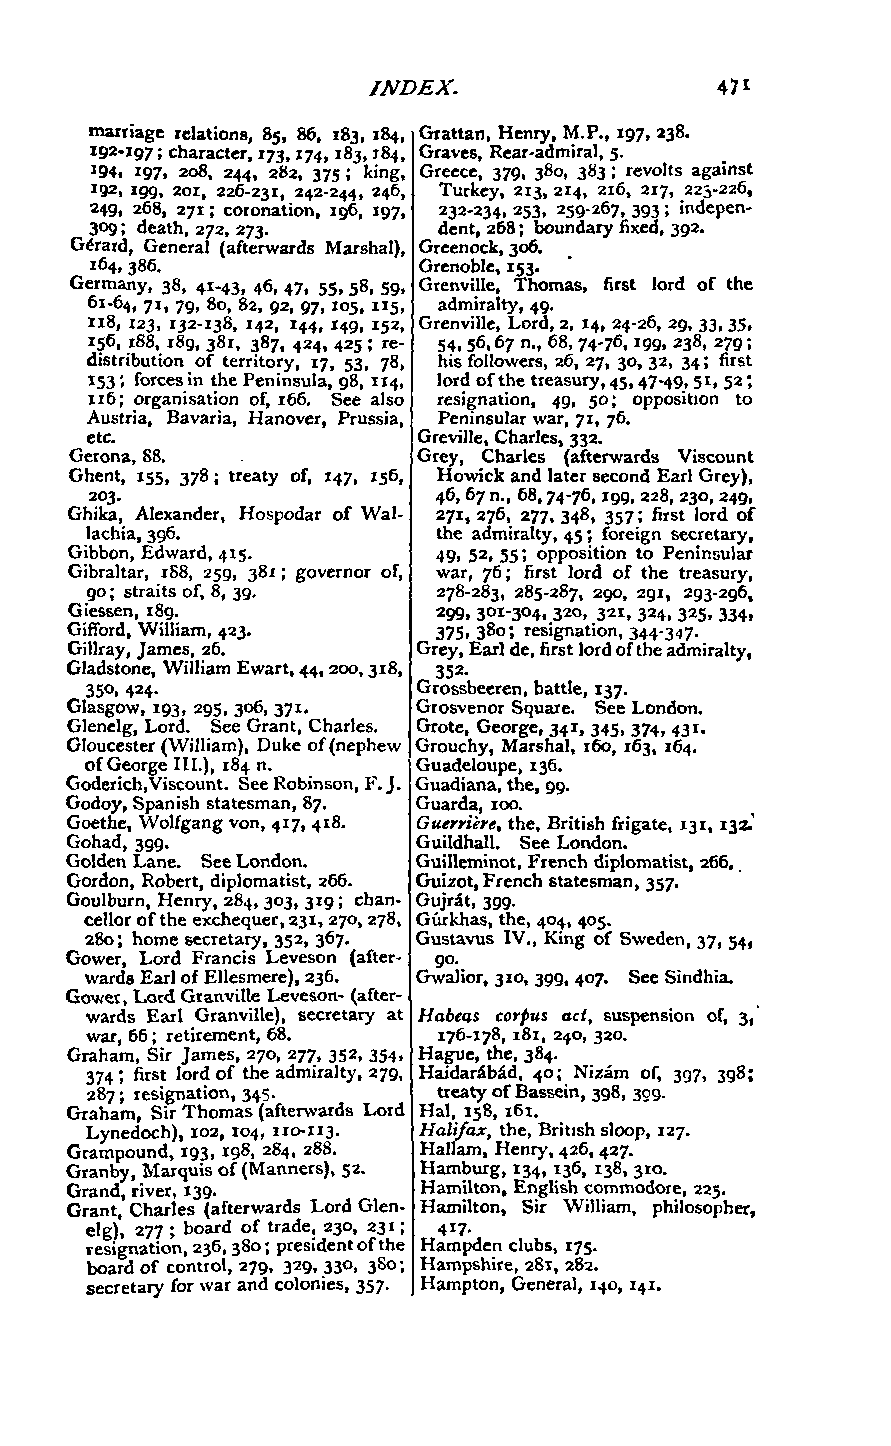 INDEX. 471
marriage relations, 85, 86, 183, 184,
192-197; character, 173, 174, 183, 184,
194, 197, 208, 244, 282, 375; king,
192, 199, 201, 226-231, 242-244, 246,
249, 268, 271; coronation, 196, 197,
309; death, 272, 273.
Gérard, General (afterwards Marshal),
164, 386.
Germany, 38, 41-43, 46, 47, 55, 58, 59,
61-64, 71, 79, 80, 82, 92, 97, 105, 115,
118, 123, 132-138, 142, 144, 149, 152,
156, 188, 189, 381, 387, 424, 425; re-
distribution of territory, 17, 53, 78,
153; forces in the Peninsula, 98, 114,
116; organisation of, 166. See also
Austria, Bavaria, Hanover, Prussia,
etc.
Gerona, 88.
Ghent, 155, 378; treaty of, 147, 156,
203.
Ghika, Alexander, Hospodar of Wal-
lachia, 396.
Gibbon, Edward, 415.
Gibraltar, 188, 259, 381; governor of,
90; straits of, 8, 39.
Giessen, 189.
Gifford, William, 423.
Gillray, James, 26.
Gladstone, William Ewart, 44, 200, 318,
350, 424.
Glasgow, 193, 295, 306, 371.
Glenelg, Lord. See Grant, Charles.
Gloucester (William), Duke of (nephew
of George III.), 184 n.
Goderich, Viscount. See Robinson, F. J.
Godoy, Spanish statesman, 87.
Goethe, Wolfgang von, 417, 418.
Gohad, 399.
Golden Lane. See London.
Gordon, Robert, diplomatist, 266.
Goulburn, Henry, 284, 303, 319; chan-
cellor of the exchequer, 231, 270, 278,
280; home secretary, 352, 367.
Gower, Lord Francis Leveson (after-
wards Earl of Ellesmere), 236.
Gower, Lord Granville Leveson- (after-
wards Earl Granville), secretary at
war, 66; retirement, 68.
Graham, Sir James, 270, 277, 352, 354,
374; first lord of the admiralty, 279,
287; resignation, 345.
Graham, Sir Thomas (afterwards Lord
Lynedoch), 102, 104, 110-113.
Grampound, 193, 198, 284, 288.
Granby, Marquis of (Manners), 52.
Grand, river, 139.
Grant, Charles (afterwards Lord Glen-
elg), 277; board of trade, 230, 231;
resignation, 236, 380; president of the
board of control, 279, 329, 330, 380;
secretary for war and colonies, 357.
Grattan, Henry, M.P., 197, 238.
Graves, Rear-admiral, 5.
Greece, 379, 380, 383; revolts against
Turkey, 213, 214, 216, 217, 223-226,
232-234, 253, 259-267, 393; indepen-
dent, 268; boundary fixed, 392.
Greenock, 306.
Grenoble, 153.
Grenville, Thomas, first lord of the
admiralty, 49.
Grenville, Lord, 2, 14, 24-26, 29, 33, 35,
54, 56, 67 n., 68, 74-76, 199, 238, 279;
his followers, 26, 27, 30, 32, 34; first
lord of the treasury, 45, 47-49, 51, 52;
resignation, 49, 50; opposition to
Peninsular war, 71, 76.
Greville, Charles, 332.
Grey, Charles (afterwards Viscount
Howick and later second Earl Grey),
46, 67 n., 68, 74-76, 199, 228, 230, 249,
271, 276, 277, 348, 357; first lord of
the admiralty, 45; foreign secretary,
49, 52, 55; opposition to Peninsular
war, 76; first lord of the treasury,
278-283, 285-287, 290, 291, 293-296,
299, 301-304, 320, 321, 324, 325, 334,
375, 380; resignation, 344-347.
Grey, Earl de, first lord of the admiralty,
352.
Grossbeeren, battle, 137.
Grosvenor Square. See London.
Grote, George, 341, 345, 374, 431.
Grouchy, Marshal, 160, 163, 164.
Guadeloupe, 136.
Guadiana, the, 99.
Guarda, 100.
Guerrière, the, British frigate, 131, 132.
Guildhall. See London.
Guilleminot, French diplomatist, 266.
Guizot, French statesman, 357.
Gujrát, 399.
Gúrkhas, the, 404, 405.
Gustavus IV., King of Sweden, 37, 54,
90.
Gwalior, 310, 399, 407. See Sindhia.
Habeas corpus act, suspension of, 3,
176-178, 181, 240, 320.
Hague, the, 384.
Haidarábád, 40; Nizám of, 397, 398;
treaty of Bassein, 398, 399.
Hal, 158, 161.
Halifax, the, British sloop, 127.
Hallam, Henry, 426, 427.
Hamburg, 134, 136, 138, 310.
Hamilton, English commodore, 225.
Hamilton, Sir William, philosopher,
417.
Hampden clubs, 175.
Hampshire, 281, 282.
Hampton, General, 140, 141.